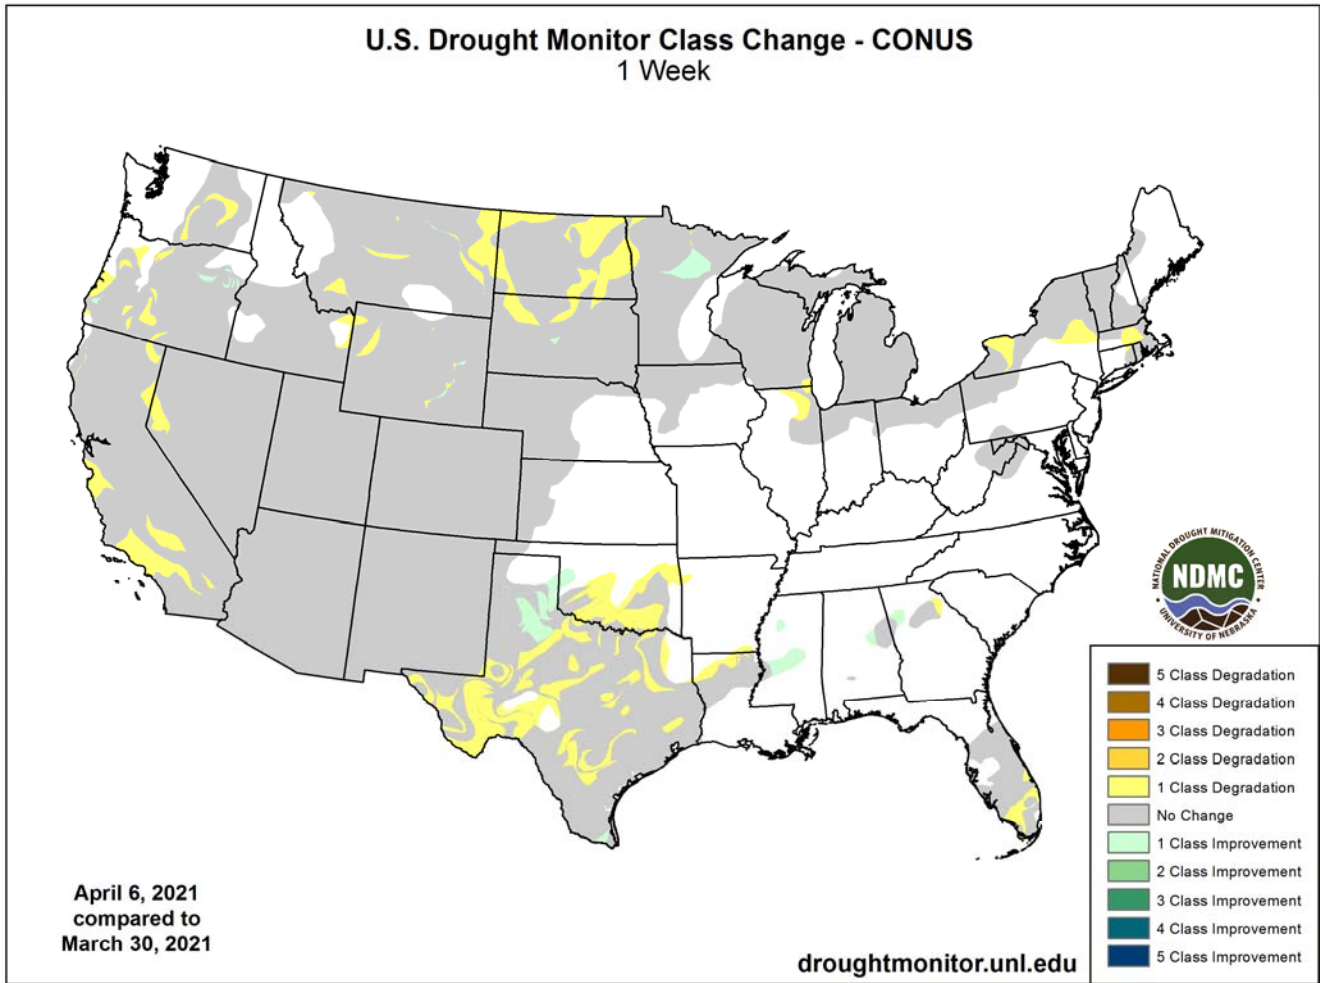 U.S. Drought Monitor Class Change - CONUS
1 Week
NATIONAL DROUGHT MITIGATION CENTER
NDMC
UNIVERSITY OF NEBRASKA
5 Class Degradation
4 Class Degradation
3 Class Degradation
2 Class Degradation
1 Class Degradation
No Change
1 Class Improvement
2 Class Improvement
3 Class Improvement
4 Class Improvement
5 Class Improvement
April 6, 2021
compared to
March 30, 2021
droughtmonitor.unl.edu